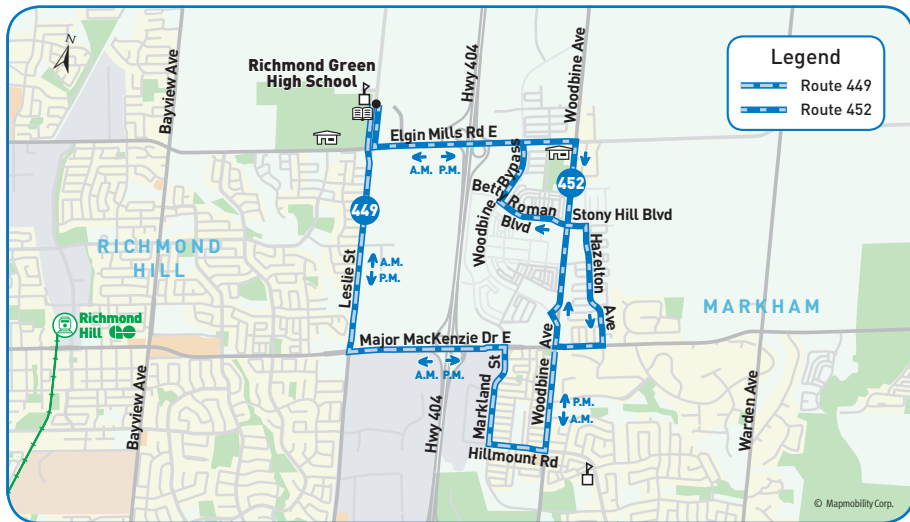 N
Bayview Ave
Richmond Green
High School
Hwy 404
Woodbine Ave
Legend
Route 449
Route 452
Elgin Mills Rd E
A.M. P.M.
Woodbine Bypass
452
Betty Roman
Blvd
Stony Hill Blvd
449
Hazelton Ave
RICHMOND
HILL
Leslie St
A.M.
P.M.
MARKHAM
Richmond
Hill
GO
Major MacKenzie Dr E
A.M. P.M.
Bayview Ave
Hwy 404
Markland St
Woodbine Ave
P.M.
A.M.
Warden Ave
Hillmount Rd
© Mapmobility Corp.